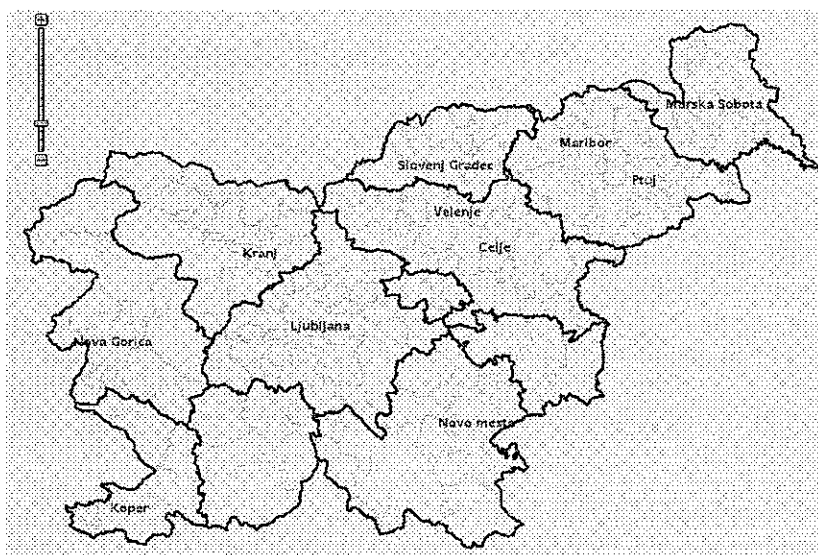 Murska Sobota
Maribor
Slovenj Gradec
Ptuj
Velenje
Celje
Kranj
Ljubljana
Nova Gorica
Novo mesto
Koper